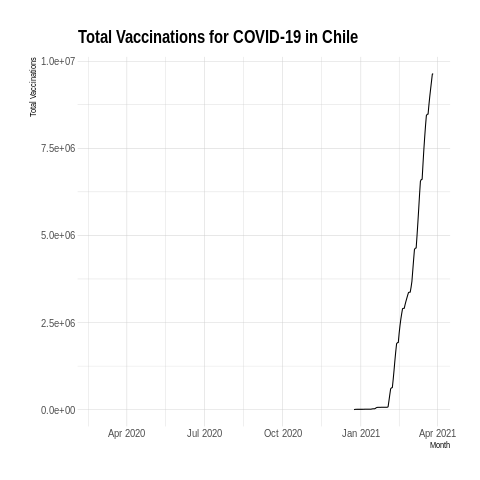 Total Vaccinations for COVID-19 in Chile
Total Vaccinations
1.0e+07
7.5e+06
5.0e+06
2.5e+06
0.0e+00
Apr 2020 Jul 2020 Oct 2020 Jan 2021 Apr 2021
Month